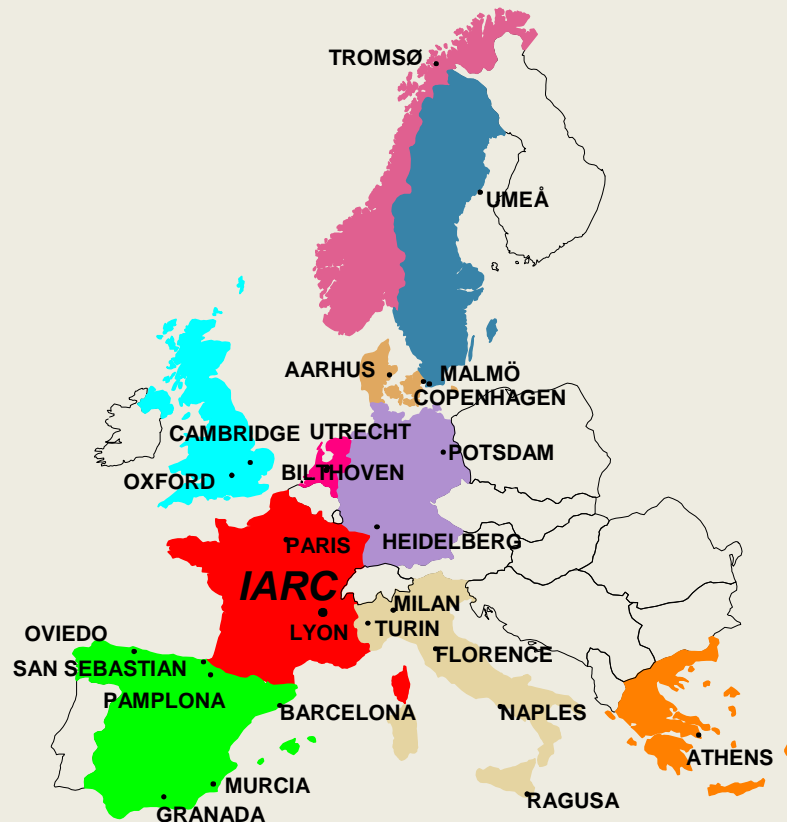 TROMSØ
UMEÅ
AARHUS
MALMÖ
COPENHAGEN
CAMBRIDGE
UTRECHT
POTSDAM
OXFORD
BILTHOVEN
PARIS
HEIDELBERG
IARC
MILAN
LYON
TURIN
OVIEDO
FLORENCE
SAN SEBASTIAN
PAMPLONA
BARCELONA
NAPLES
ATHENS
MURCIA
RAGUSA
GRANADA